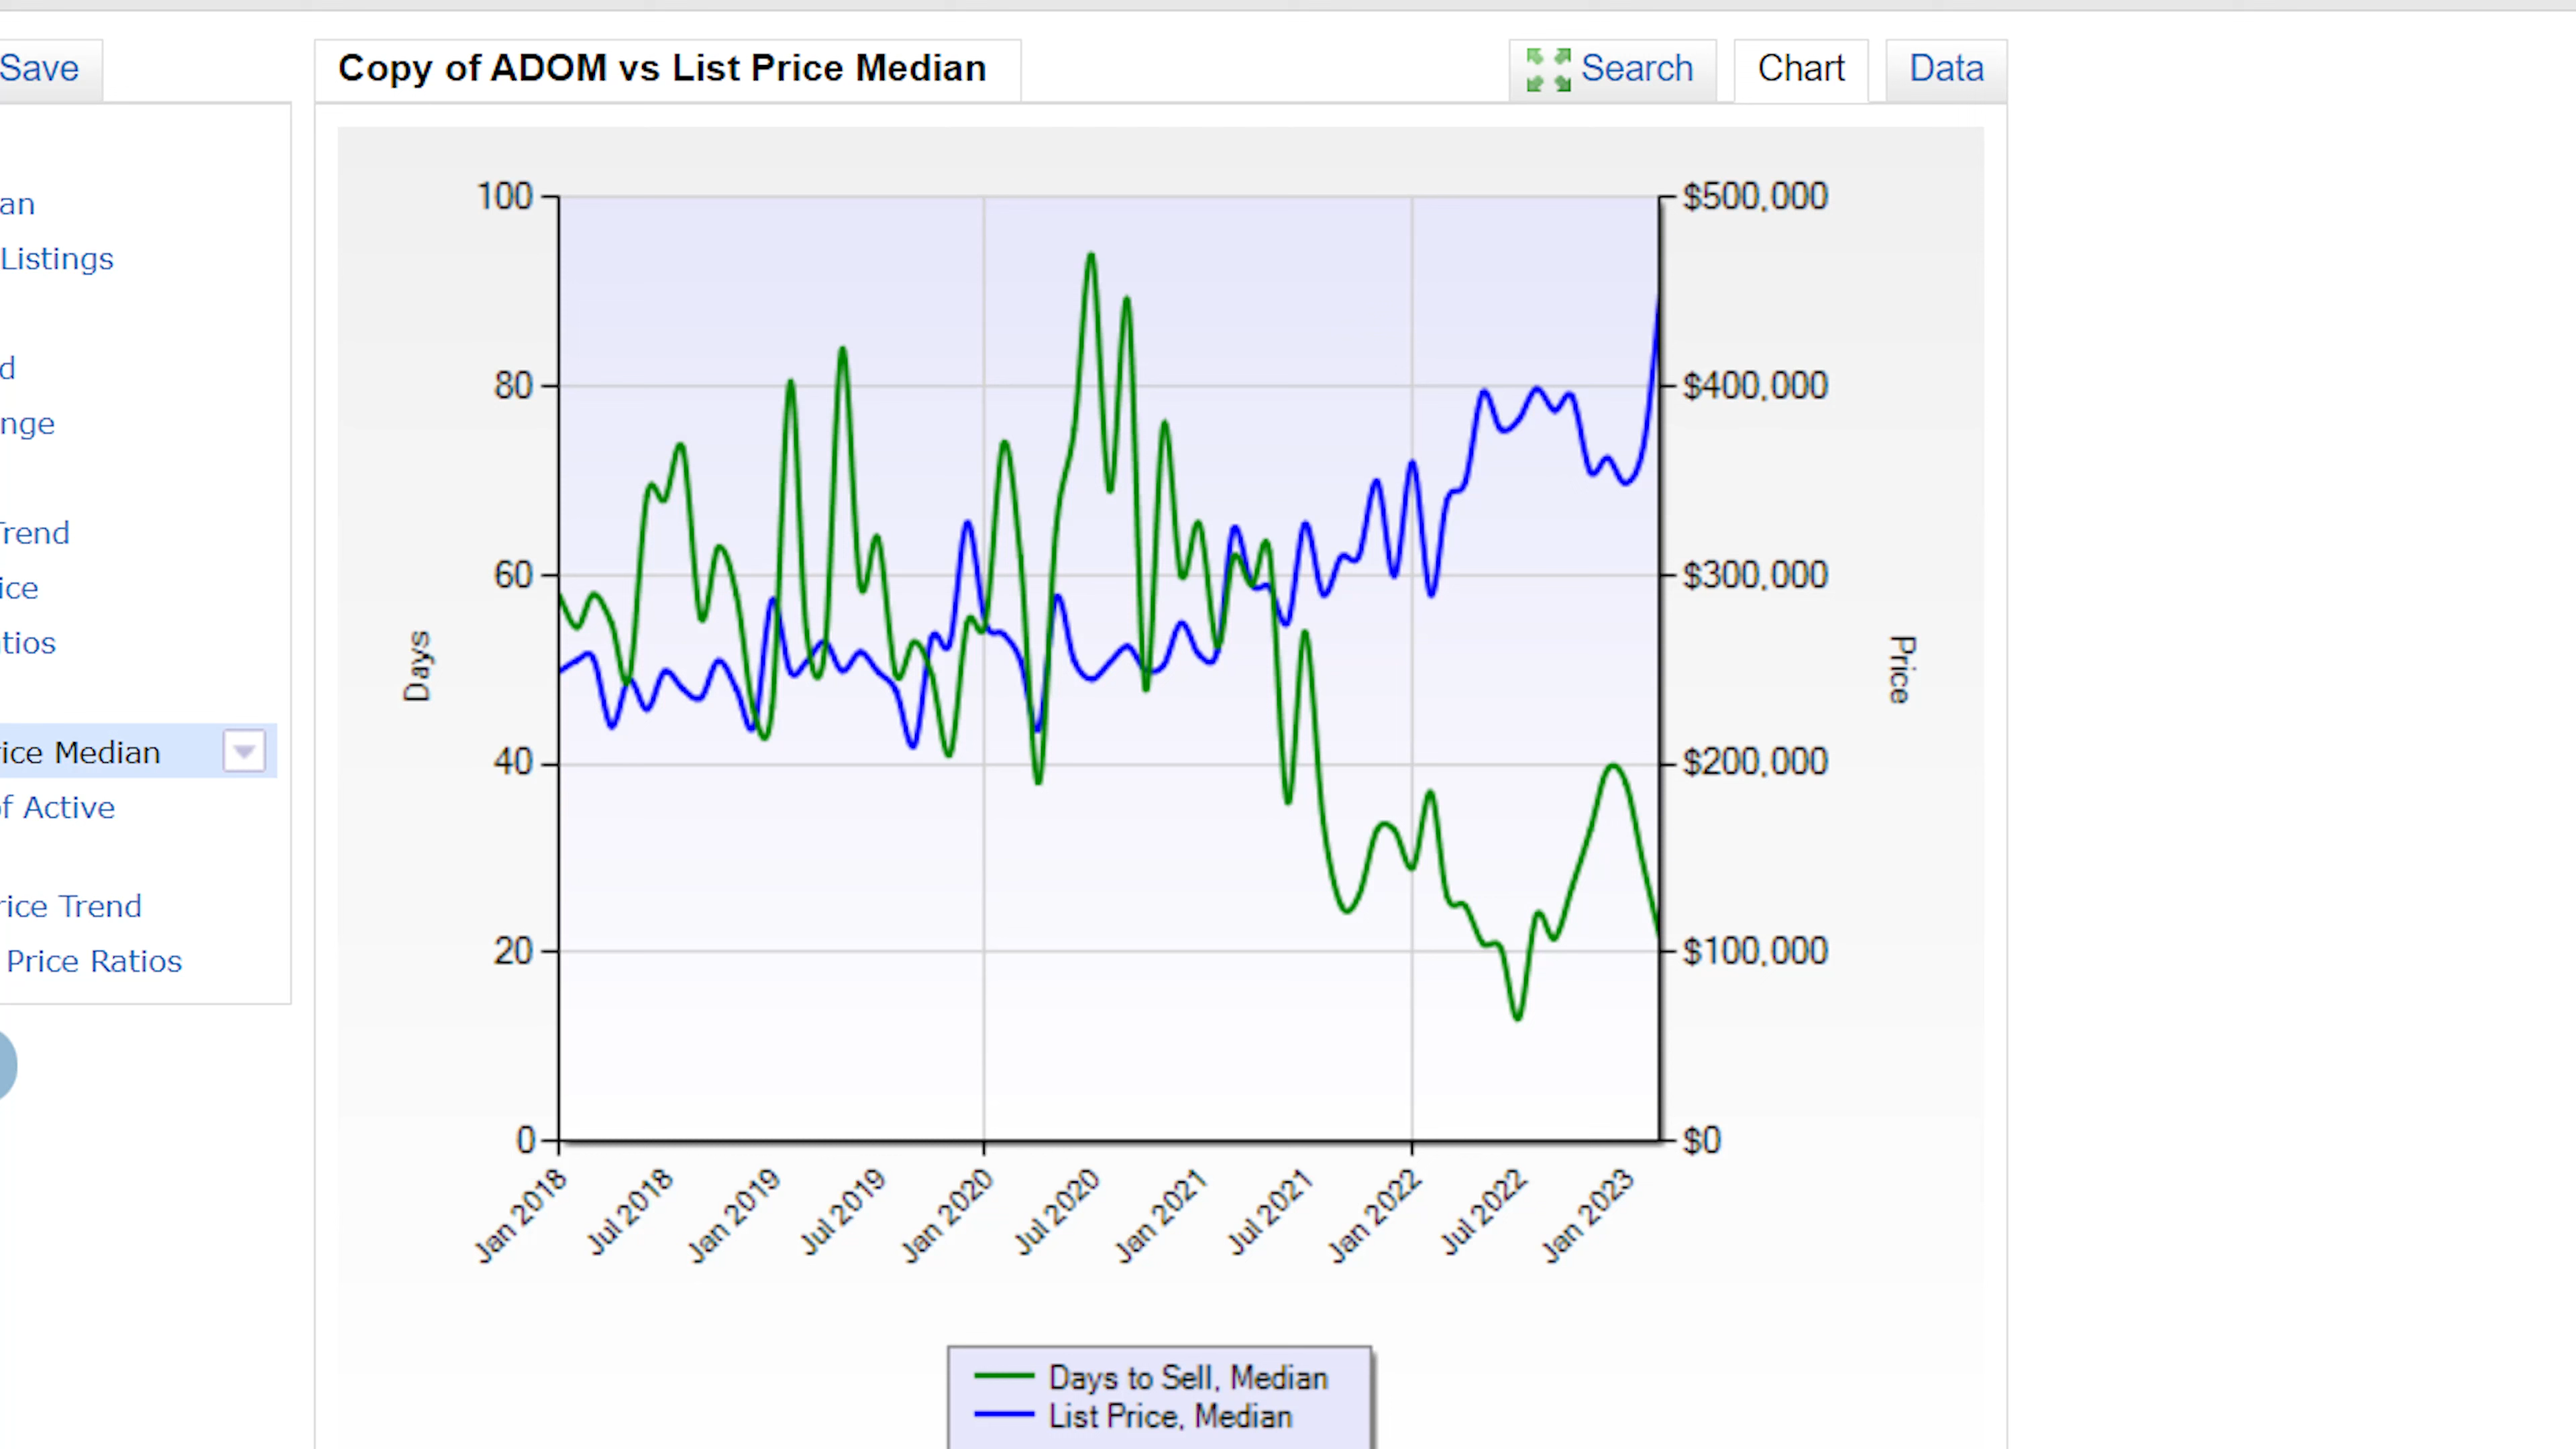 Save
Copy of ADOM vs List Price Median
Search
Chart
Data
an
Listings
d
nge
Trend
ice
tios
rice Median
of Active
rice Trend
Price Ratios
100
80
60
40
20
0
Days
$500,000
$400,000
$300,000
$200,000
$100,000
$0
Price
Jan 2018
Jul 2018
Jan 2019
Jul 2019
Jan 2020
Jul 2020
Jan 2021
Jul 2021
Jan 2022
Jul 2022
Jan 2023
Days to Sell, Median
List Price, Median